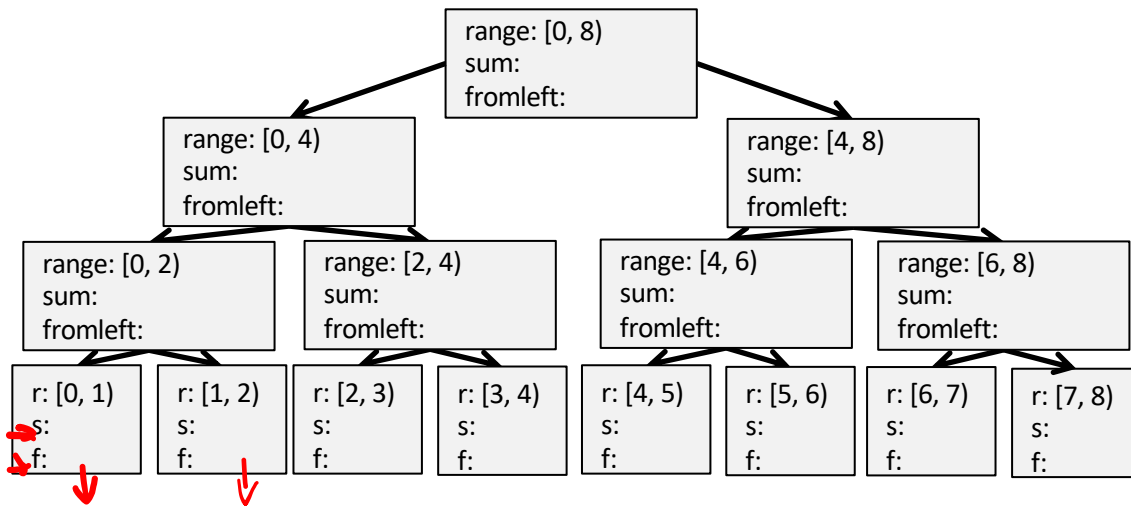 range: [0, 8)
sum:
fromleft:
range: [0, 4)
sum:
fromleft:
range: [4, 8)
sum:
fromleft:
range: [0, 2)
sum:
fromleft:
range: [2, 4)
sum:
fromleft:
range: [4, 6)
sum:
fromleft:
range: [6, 8)
sum:
fromleft:
r: [0, 1)
s:
f:
r: [1, 2)
s:
f:
r: [2, 3)
s:
f:
r: [3, 4)
s:
f:
r: [4, 5)
s:
f:
r: [5, 6)
s:
f:
r: [6, 7)
s:
f:
r: [7, 8)
s:
f: